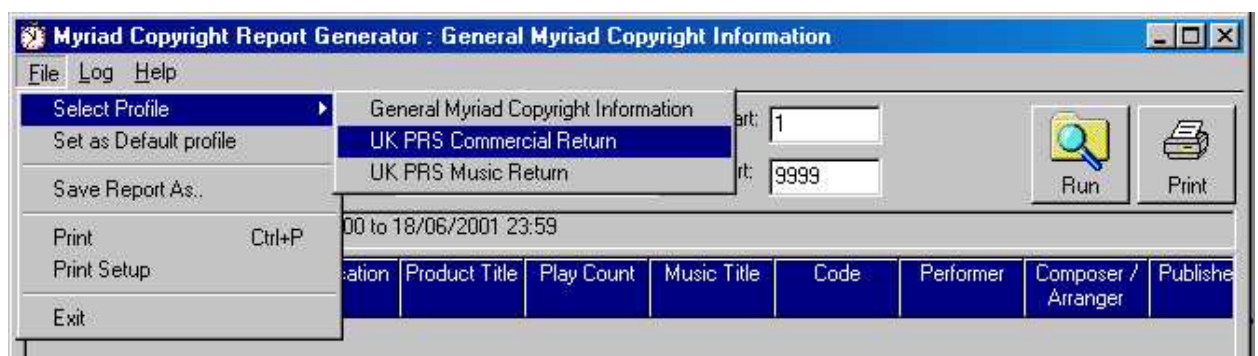 Myriad Copyright Report Generator : General Myriad Copyright Information
File Log Help
Select Profile
Set as Default profile
Save Report As..
Print Ctrl+P
Print Setup
Exit
General Myriad Copyright Information
UK PRS Commercial Return
UK PRS Music Return
art: 1
rt: 9999
Run
Print
00 to 18/06/2001 23:59
ation
Product Title
Play Count
Music Title
Code
Performer
Composer /
Arranger
Publishe